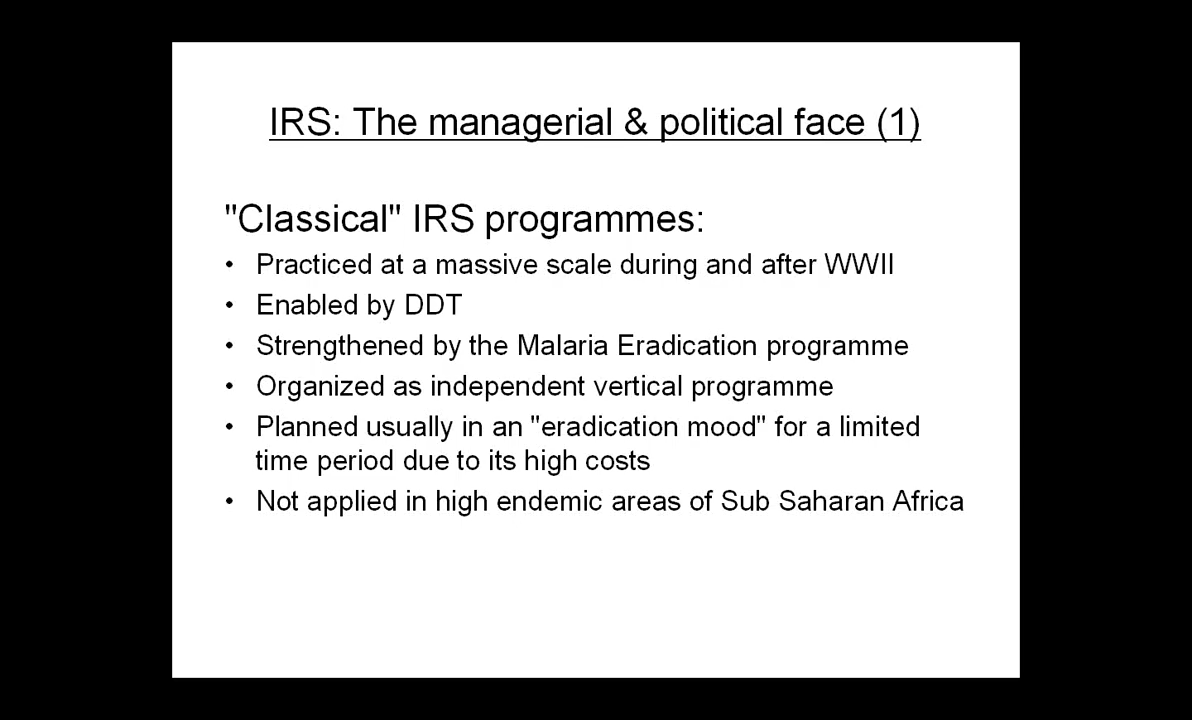 IRS: The managerial & political face (1)
"Classical" IRS programmes:
• Practiced at a massive scale during and after WWII
• Enabled by DDT
• Strengthened by the Malaria Eradication programme
• Organized as independent vertical programme
• Planned usually in an "eradication mood" for a limited
time period due to its high costs
• Not applied in high endemic areas of Sub Saharan Africa